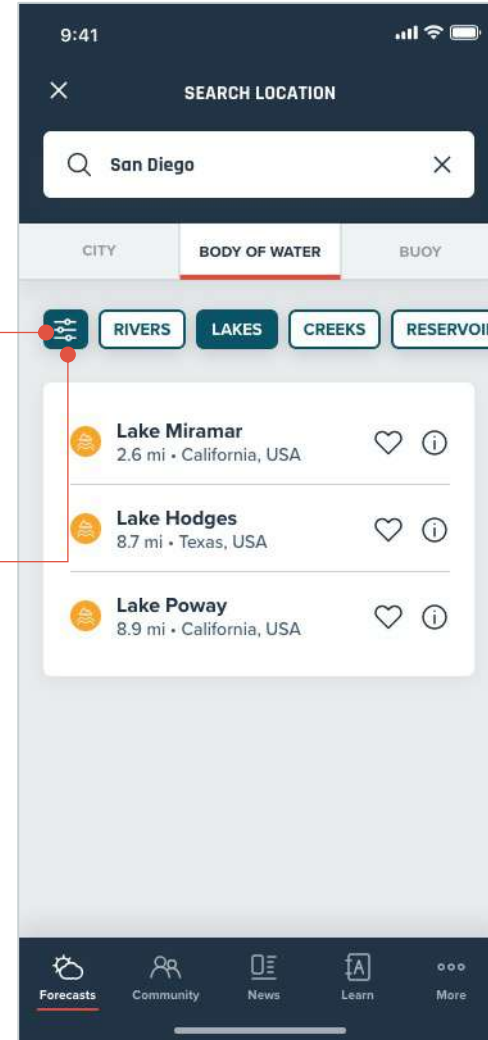 9:41
SEARCH LOCATION
San Diego
CITY BODY OF WATER BUOY
RIVERS LAKES CREEKS RESERVOI
Lake Miramar
2.6 mi • California, USA
Lake Hodges
8.7 mi • Texas, USA
Lake Poway
8.9 mi • California, USA
Forecasts Community News Learn More